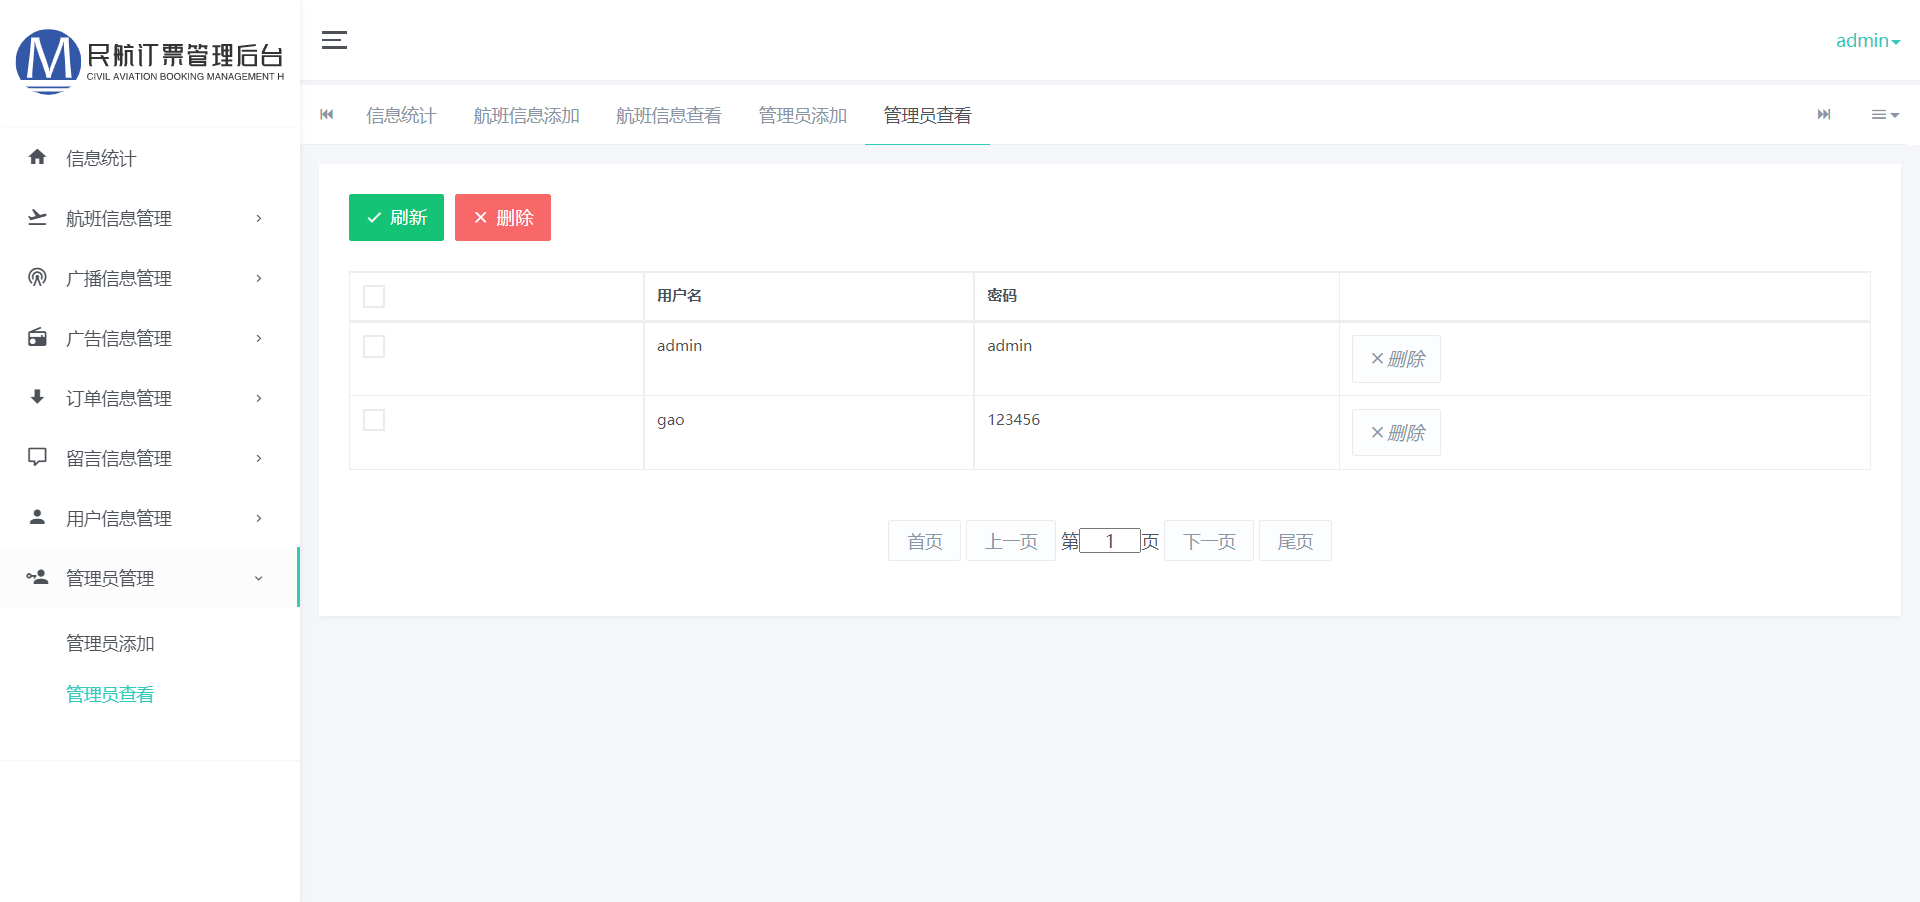 民航订票管理后台
CIVIL AVIATION BOOKING MANAGEMENT H
信息统计
航班信息管理
广播信息管理
广告信息管理
订单信息管理
留言信息管理
用户信息管理
管理员管理
管理员添加
管理员查看
admin
信息统计 航班信息添加 航班信息查看 管理员添加 管理员查看
刷新 删除
用户名 密码
admin admin 删除
gao 123456 删除
首页 上一页 第 1 页 下一页 尾页